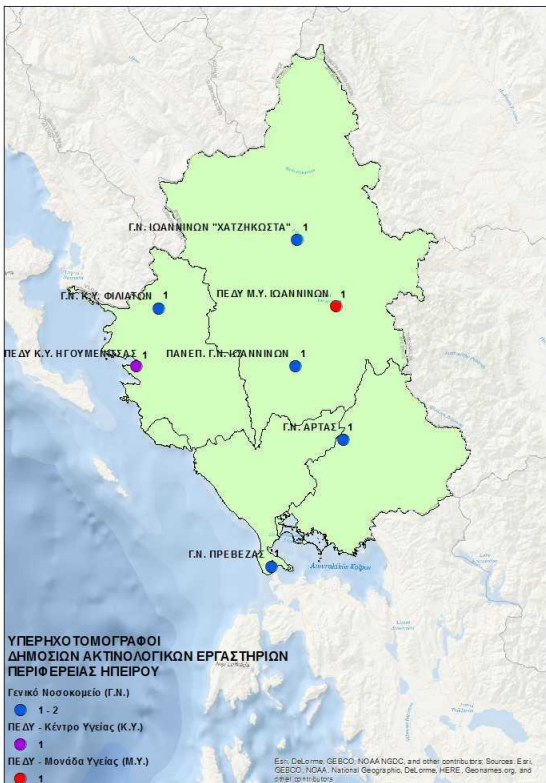 Γ.Ν. ΙΩΑΝΝΙΝΩΝ "ΧΑΤΖΗΚΩΣΤΑ" 1
Γ.Ν. Κ.Υ. ΦΙΛΙΑΤΩΝ 1
ΠΕΔΥ Μ.Υ. ΙΩΑΝΝΙΝΩΝ 1
ΠΕΔΥ Κ.Υ. ΗΓΟΥΜΕΝΙΤΣΑΣ 1
ΠΑΝΕΠ. Γ.Ν. ΙΩΑΝΝΙΝΩΝ 1
Γ.Ν. ΑΡΤΑΣ 1
Γ.Ν. ΠΡΕΒΕΖΑΣ 1
Amvrakikós Kólpos
ΥΠΕΡΗΧΟΤΟΜΟΓΡΑΦΟΙ
ΔΗΜΟΣΙΩΝ ΑΚΤΙΝΟΛΟΓΙΚΩΝ ΕΡΓΑΣΤΗΡΙΩΝ
ΠΕΡΙΦΕΡΕΙΑΣ ΗΠΕΙΡΟΥ
Γενικό Νοσοκομείο (Γ.Ν.)
1 - 2
ΠΕΔΥ - Κέντρο Υγείας (Κ.Υ.)
1
ΠΕΔΥ - Μονάδα Υγείας (Μ.Υ.)
1
Esri, DeLorme, GEBCO, NOAA NGDC, and other contributors; Sources: Esri,
GEBCO, NOAA, National Geographic, DeLorme, HERE, Geonames.org, and
other contributors